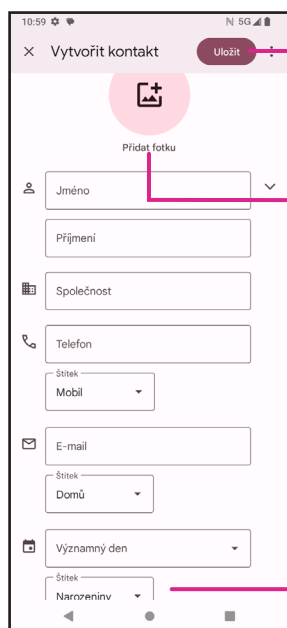 10:59 5G
Vytvořit kontakt Uložit
Přidat fotku
Jméno
Příjmení
Společnost
Telefon
Štítek
Mobil
E-mail
Štítek
Domů
Významný den
Štítek
Narozeniny